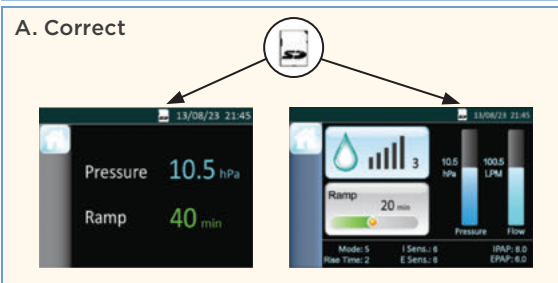 A. Correct
SD
13/08/23 21:45
Pressure 10.5 hPa
Ramp 40 min
13/08/23 21:45
3
10.5 hPa
100.5 LPM
Ramp
20 min
Pressure Flow
Mode: 5 I Sens.: 6 IPAP: 8.0
Rise Time: 2 E Sens.: 6 EPAP: 6.0